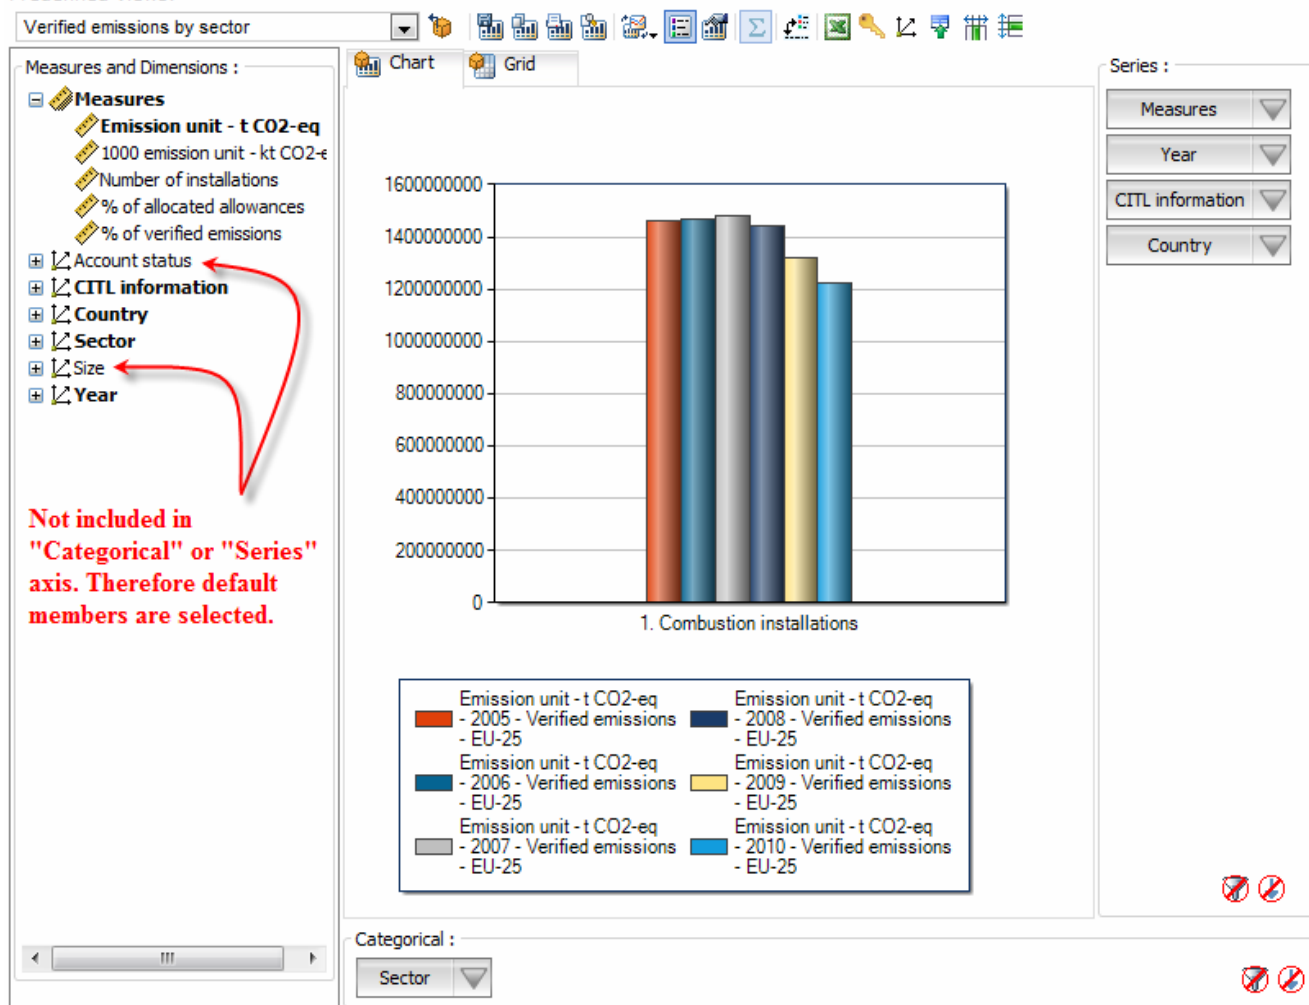 Verified emissions by sector
Measures and Dimensions :
Measures
Emission unit - t CO2-eq
1000 emission unit - kt CO2-e
Number of installations
% of allocated allowances
% of verified emissions
Account status
CITL information
Country
Sector
Size
Year
Not included in
"Categorical" or "Series"
axis. Therefore default
members are selected.
Chart
Grid
1600000000
1400000000
1200000000
1000000000
800000000
600000000
400000000
200000000
0
1. Combustion installations
Emission unit - t CO2-eq
- 2005 - Verified emissions
- EU-25
Emission unit - t CO2-eq
- 2008 - Verified emissions
- EU-25
Emission unit - t CO2-eq
- 2006 - Verified emissions
- EU-25
Emission unit - t CO2-eq
- 2009 - Verified emissions
- EU-25
Emission unit - t CO2-eq
- 2007 - Verified emissions
- EU-25
Emission unit - t CO2-eq
- 2010 - Verified emissions
- EU-25
Series :
Measures
Year
CITL information
Country
Categorical :
Sector